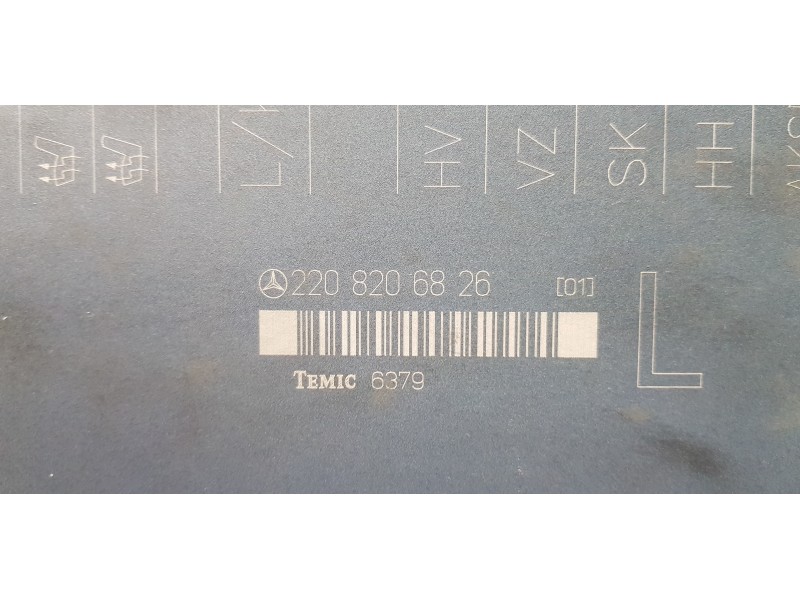 HV VZ SK HH
220 820 68 26 [01]
L
TEMIC 6379